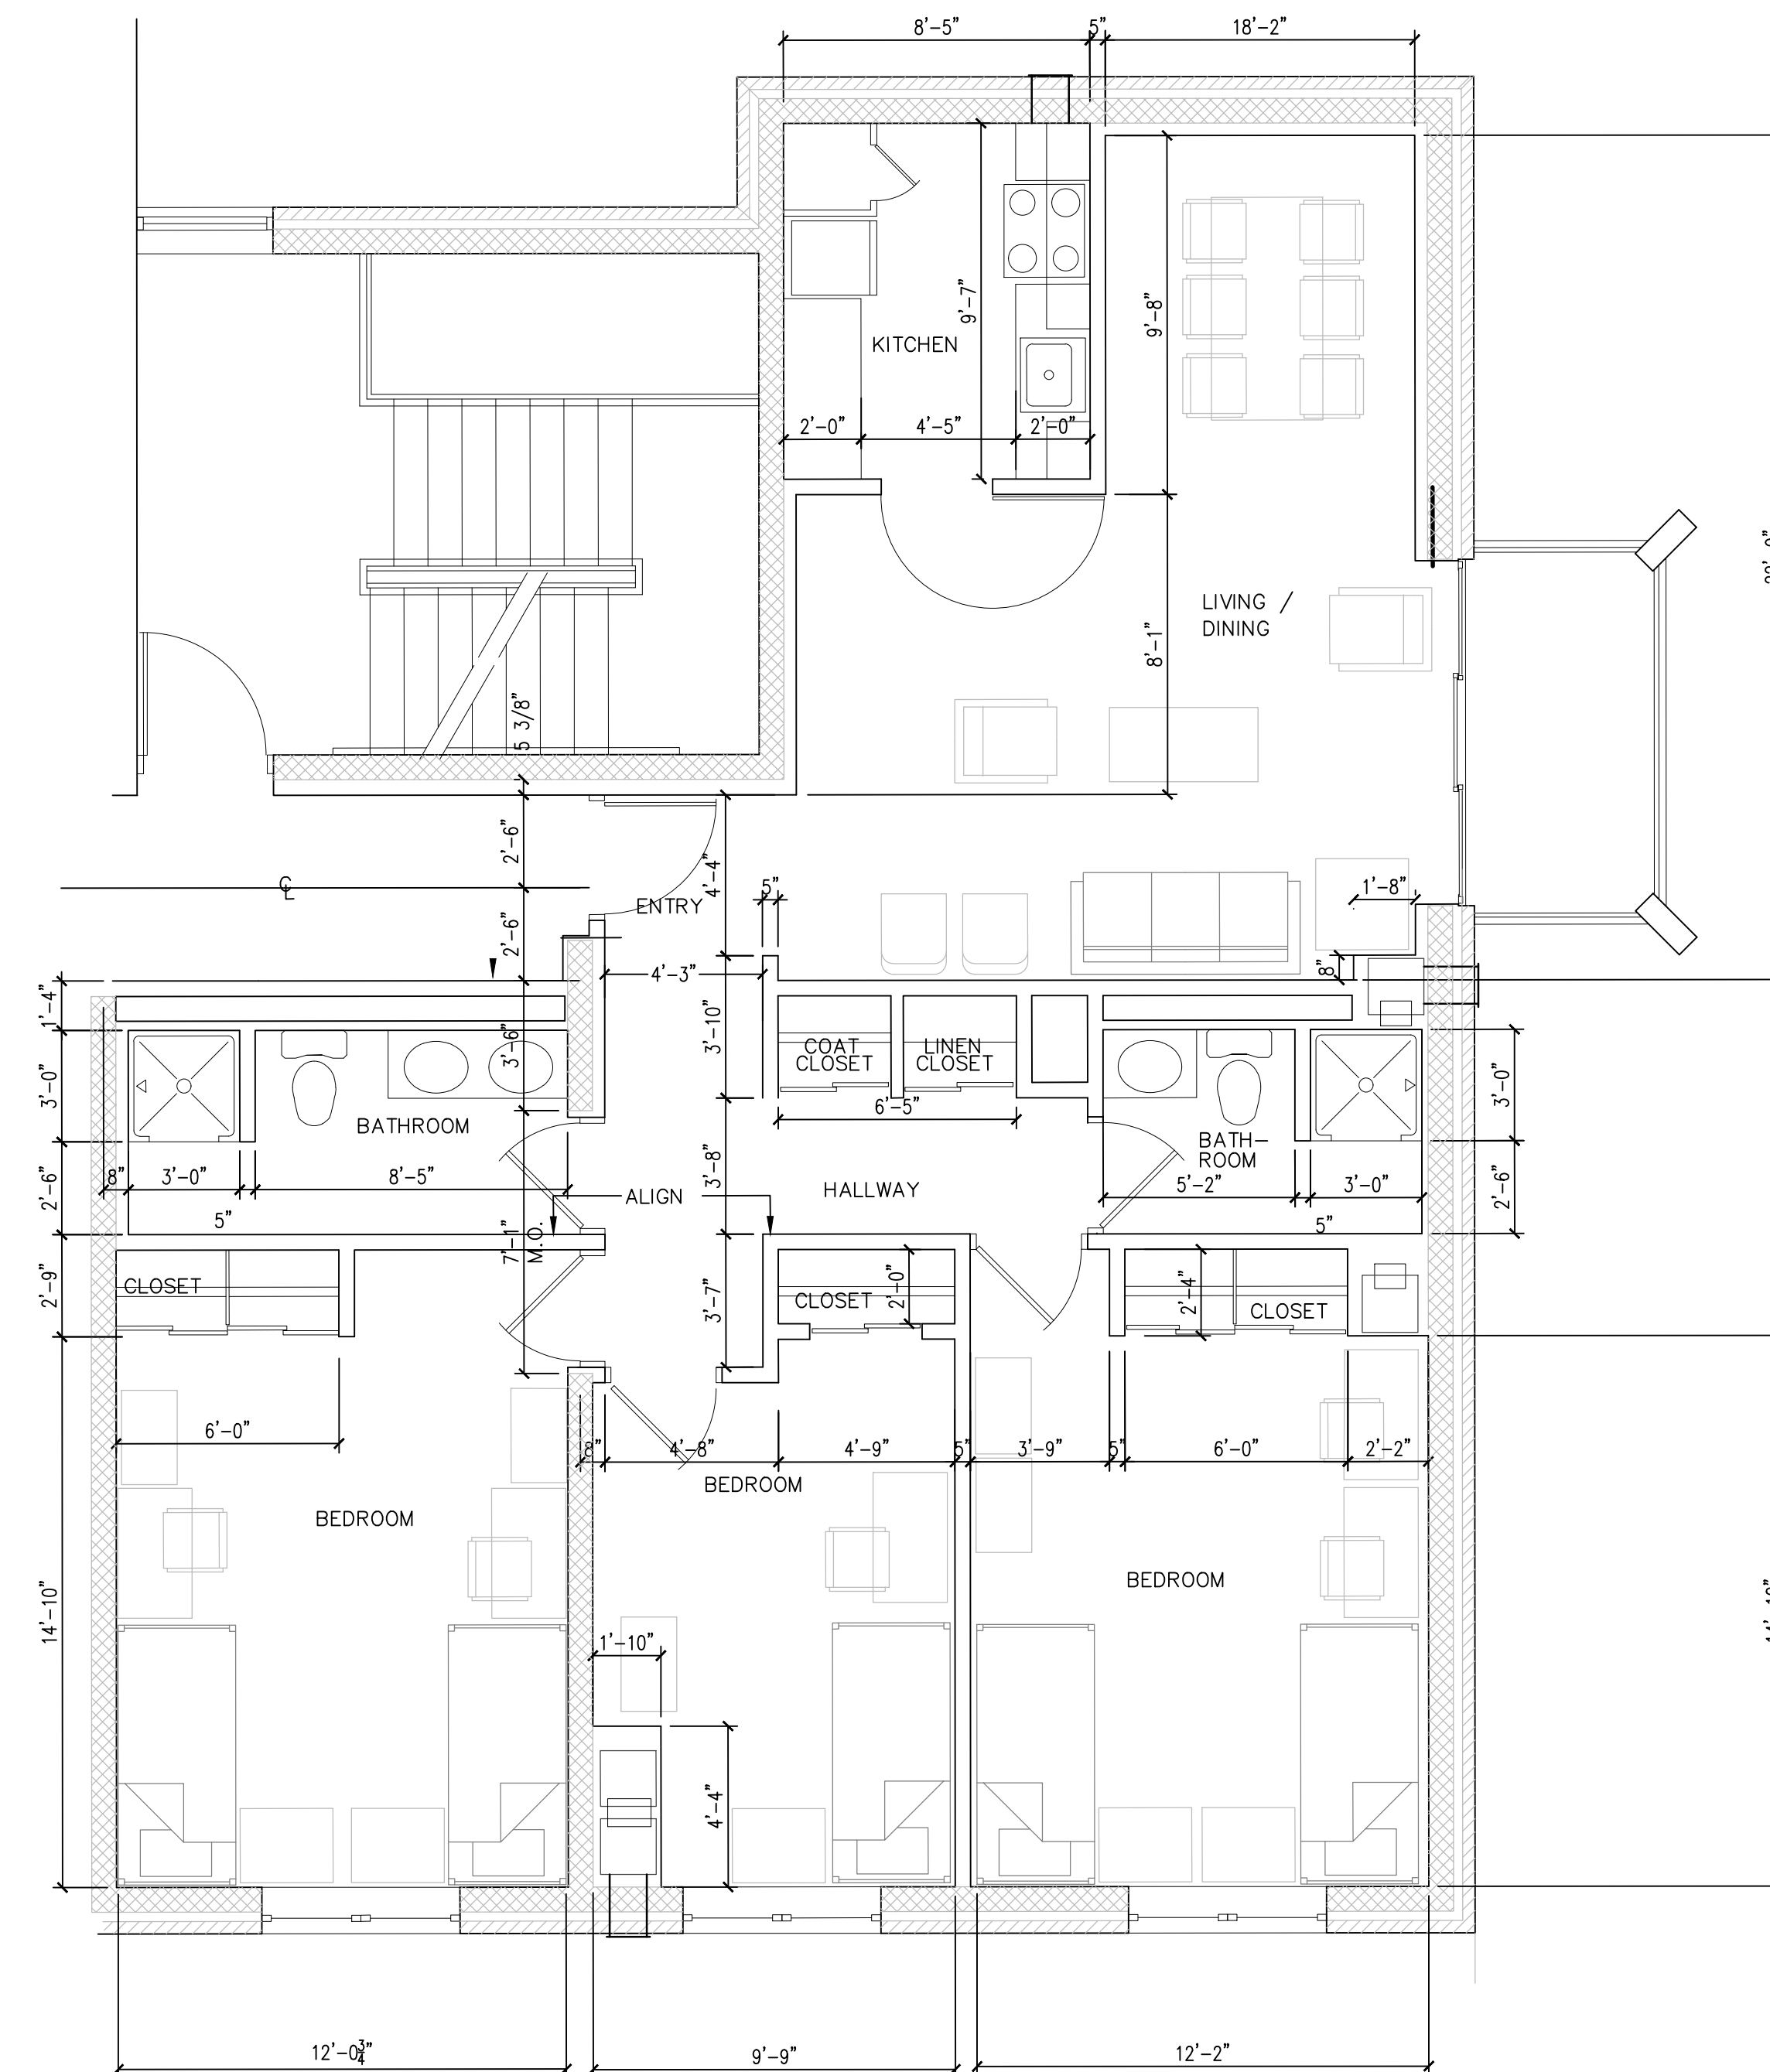 8'-5"
5"
18'-2"
9'-7"
9'-8"
KITCHEN
2'-0"
4'-5"
2'-0"
LIVING /
DINING
8'-1"
5 3/8"
2'-6"
4'-4"
℄
5"
1'-8"
ENTRY
2'-6"
8"
4'-3"
1'-4"
3'-6"
3'-10"
COAT
CLOSET
LINEN
CLOSET
3'-0"
3'-0"
6'-5"
BATHROOM
BATH-
ROOM
3'-8"
8"
3'-0"
8'-5"
ALIGN
HALLWAY
5'-2"
3'-0"
2'-6"
2'-6"
5"
5"
7'-1"
M.O.
2'-9"
CLOSET
3'-7"
CLOSET
2'-0"
2'-4"
CLOSET
6'-0"
8"
4'-8"
4'-9"
5"
3'-9"
5"
6'-0"
2'-2"
BEDROOM
BEDROOM
BEDROOM
14'-10"
1'-10"
4'-4"
12'-0 3/4"
9'-9"
12'-2"